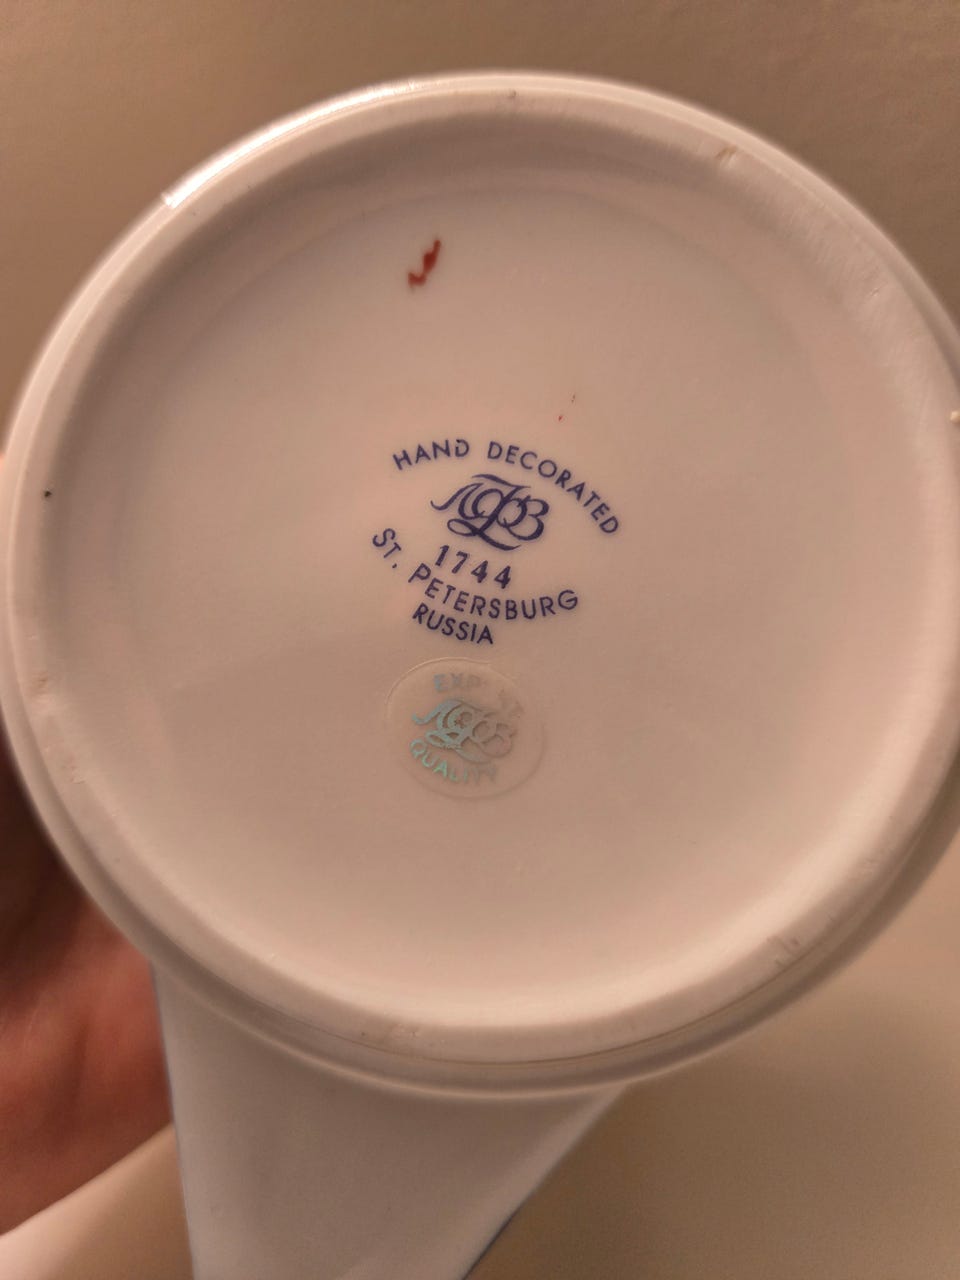 HAND DECORATED
ЛФЗ
1744
ST. PETERSBURG
RUSSIA
ЛФЗ
QUALITY